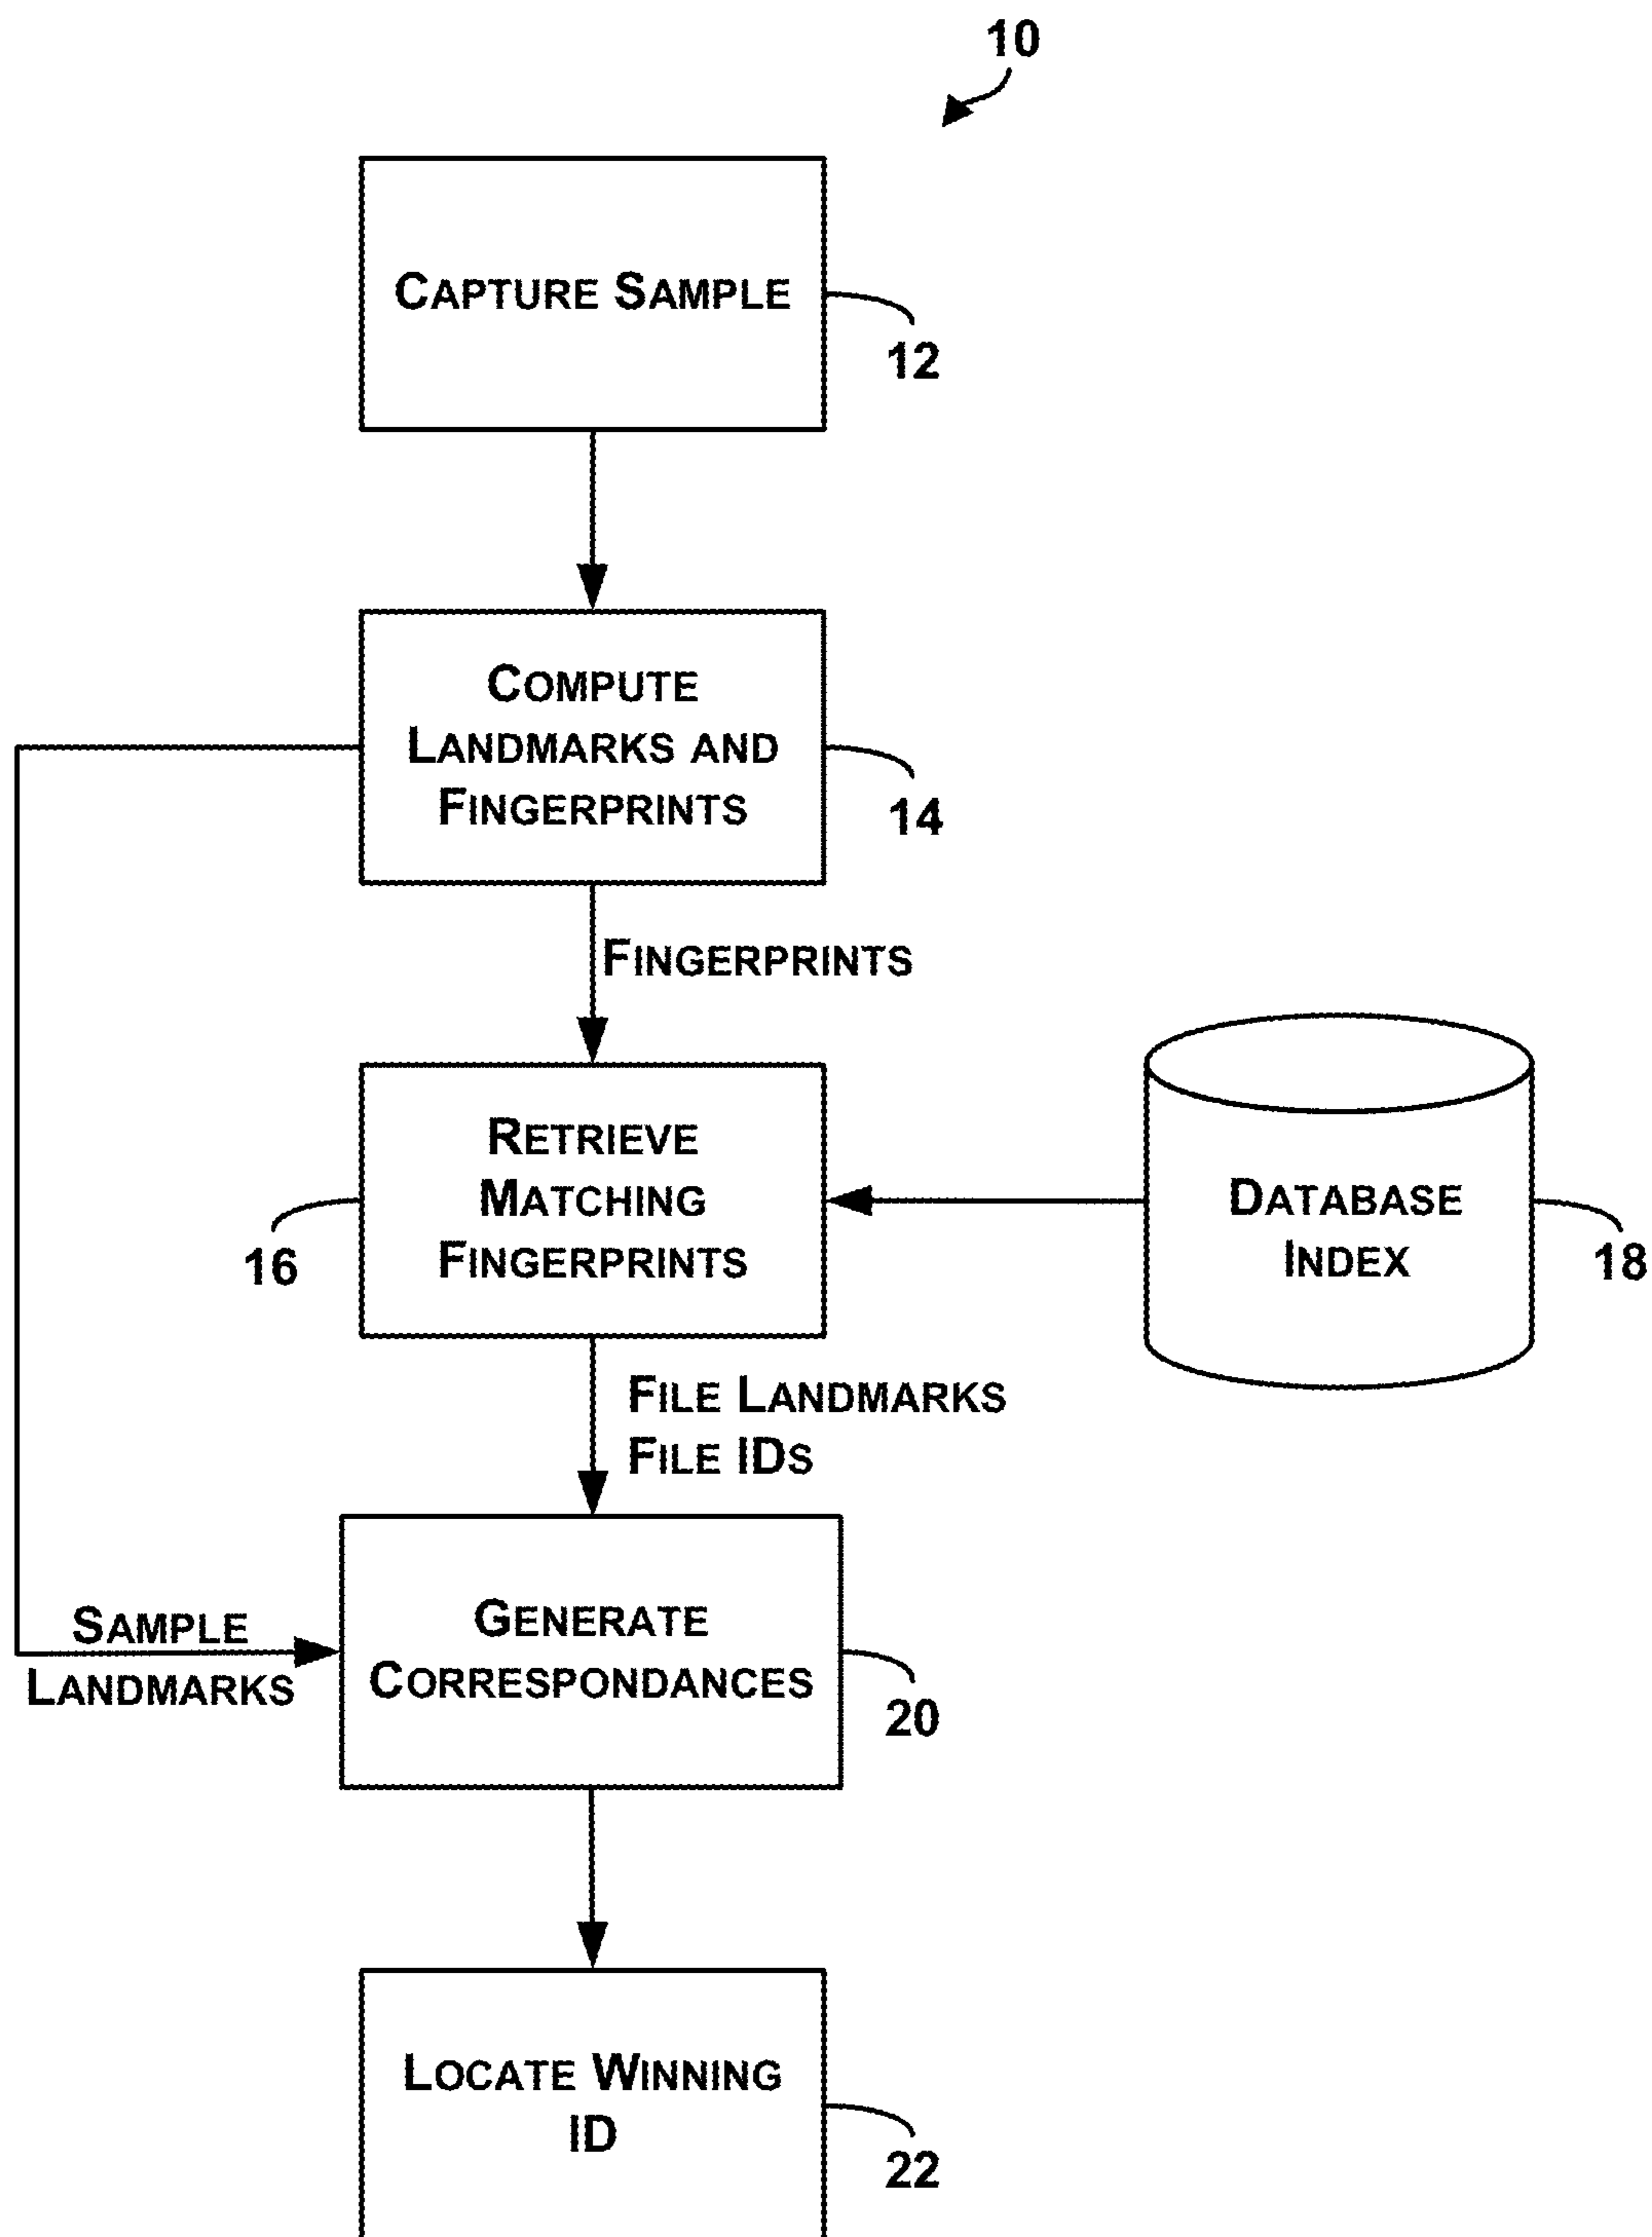 10
CAPTURE SAMPLE
12
COMPUTE
LANDMARKS AND
FINGERPRINTS
14
FINGERPRINTS
RETRIEVE
MATCHING
FINGERPRINTS
16
DATABASE
INDEX
18
FILE LANDMARKS
FILE IDS
SAMPLE
LANDMARKS
GENERATE
CORRESPONDANCES
20
LOCATE WINNING
ID
22